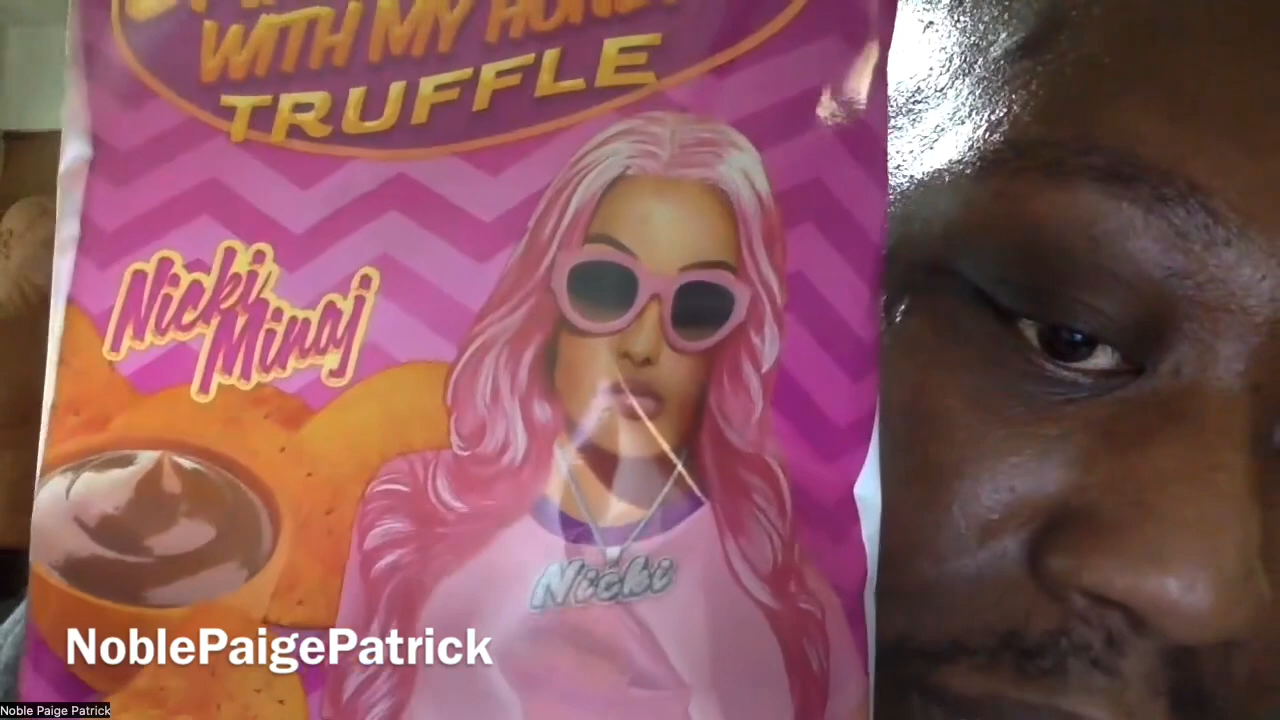 WITH MY HONEY
TRUFFLE
Nicki
Minaj
Nicki
NoblePaigePatrick
Noble Paige Patrick